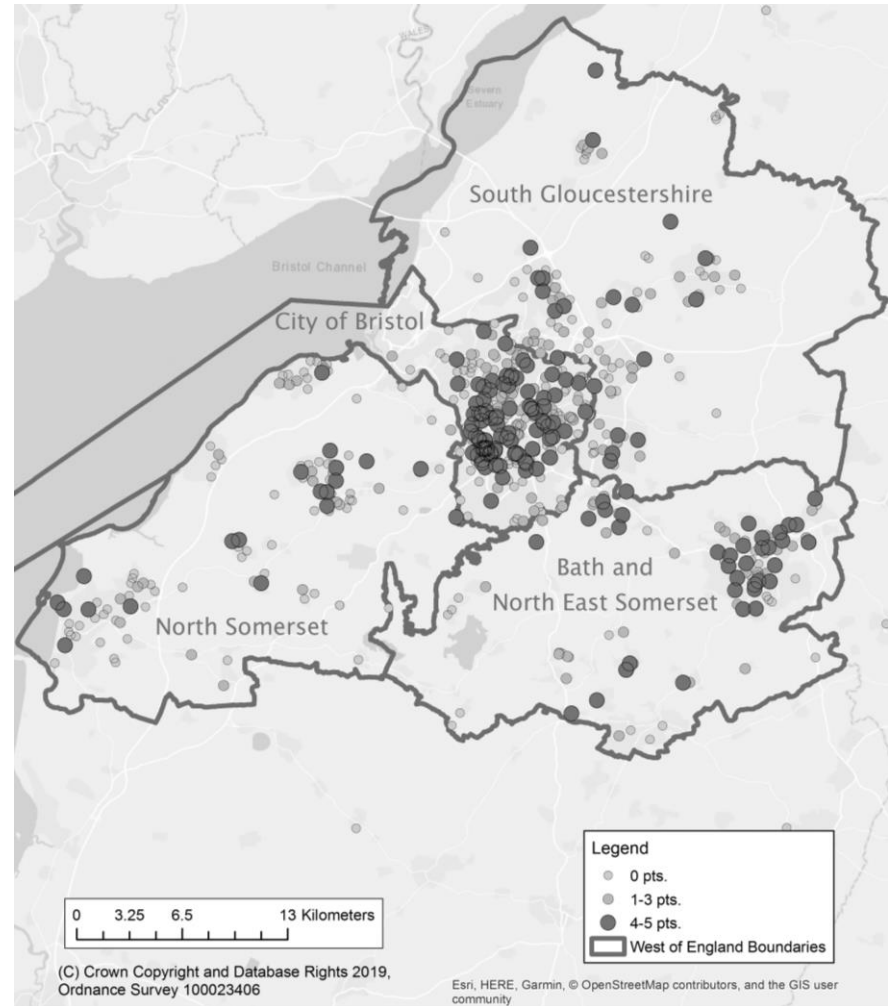 WALES
Severn
Estuary
South Gloucestershire
Bristol Channel
City of Bristol
Bath and
North East Somerset
North Somerset
Legend
0 pts.
1-3 pts.
4-5 pts.
West of England Boundaries
0 3.25 6.5 13 Kilometers
(C) Crown Copyright and Database Rights 2019,
Ordnance Survey 100023406
Esri, HERE, Garmin, © OpenStreetMap contributors, and the GIS user
community